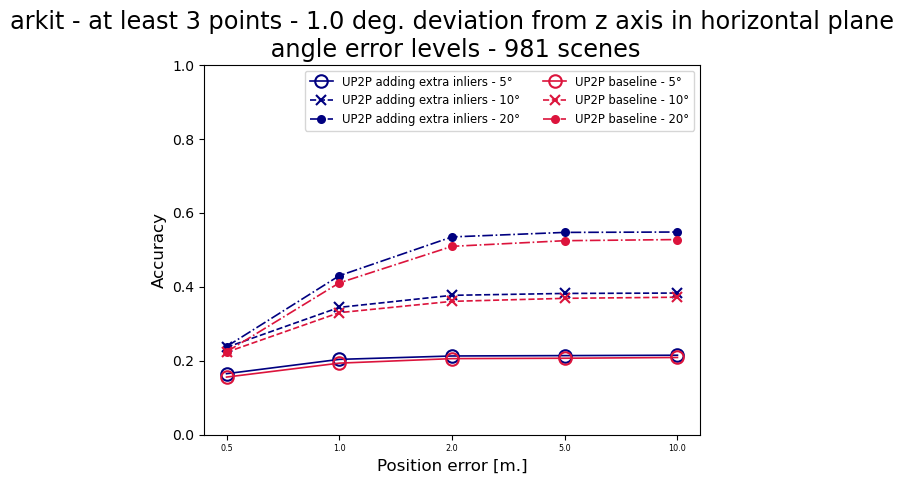 arkit - at least 3 points - 1.0 deg. deviation from z axis in horizontal plane
angle error levels - 981 scenes
UP2P adding extra inliers - 5°
UP2P adding extra inliers - 10°
UP2P adding extra inliers - 20°
UP2P baseline - 5°
UP2P baseline - 10°
UP2P baseline - 20°
Accuracy
1.0
0.8
0.6
0.4
0.2
0.0
0.5 1.0 2.0 5.0 10.0
Position error [m.]